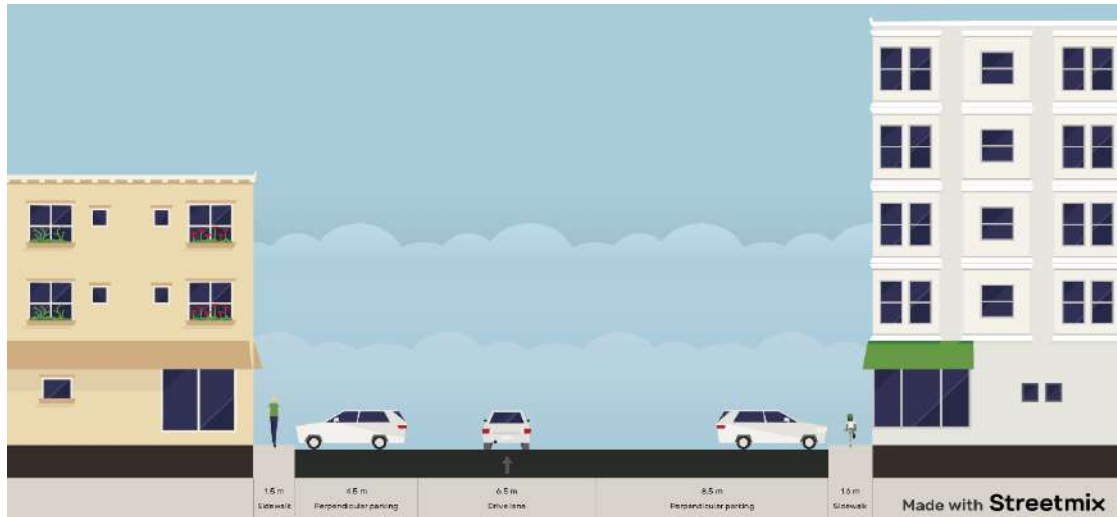 1.5 m
Sidewalk
4.5 m
Perpendicular parking
6.5 m
Drive lane
8.5 m
Perpendicular parking
1.6 m
Sidewalk
Made with Streetmix